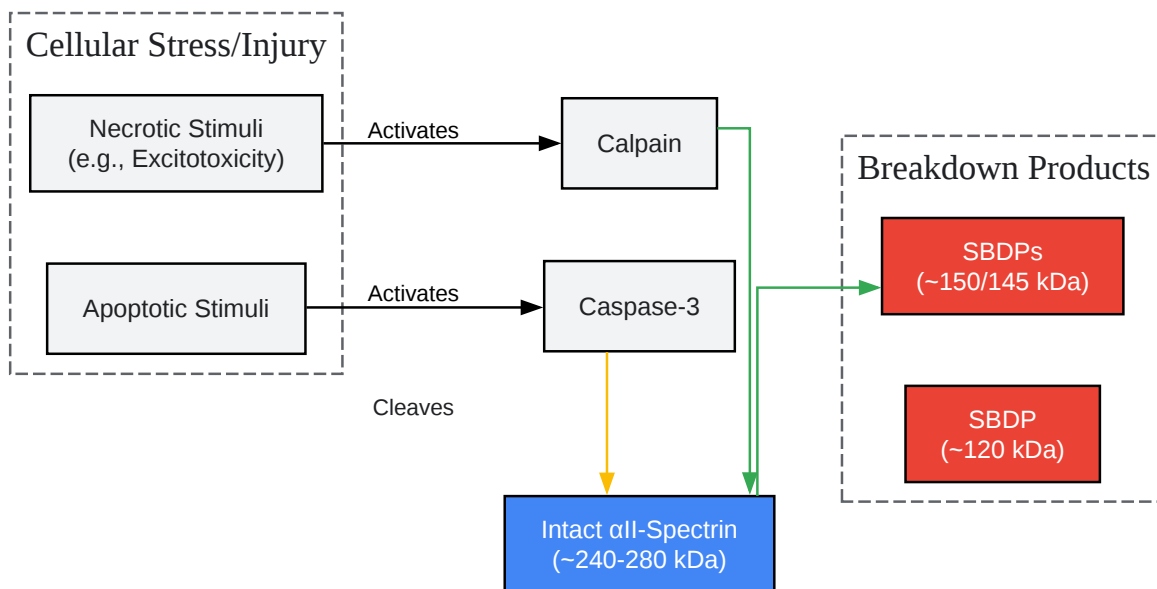 Cellular Stress/Injury
Necrotic Stimuli
(e.g., Excitotoxicity)
Activates
Calpain
Apoptotic Stimuli
Activates
Caspase-3
Cleaves
Intact αII-Spectrin
(~240-280 kDa)
Breakdown Products
SBDPs
(~150/145 kDa)
SBDP
(~120 kDa)